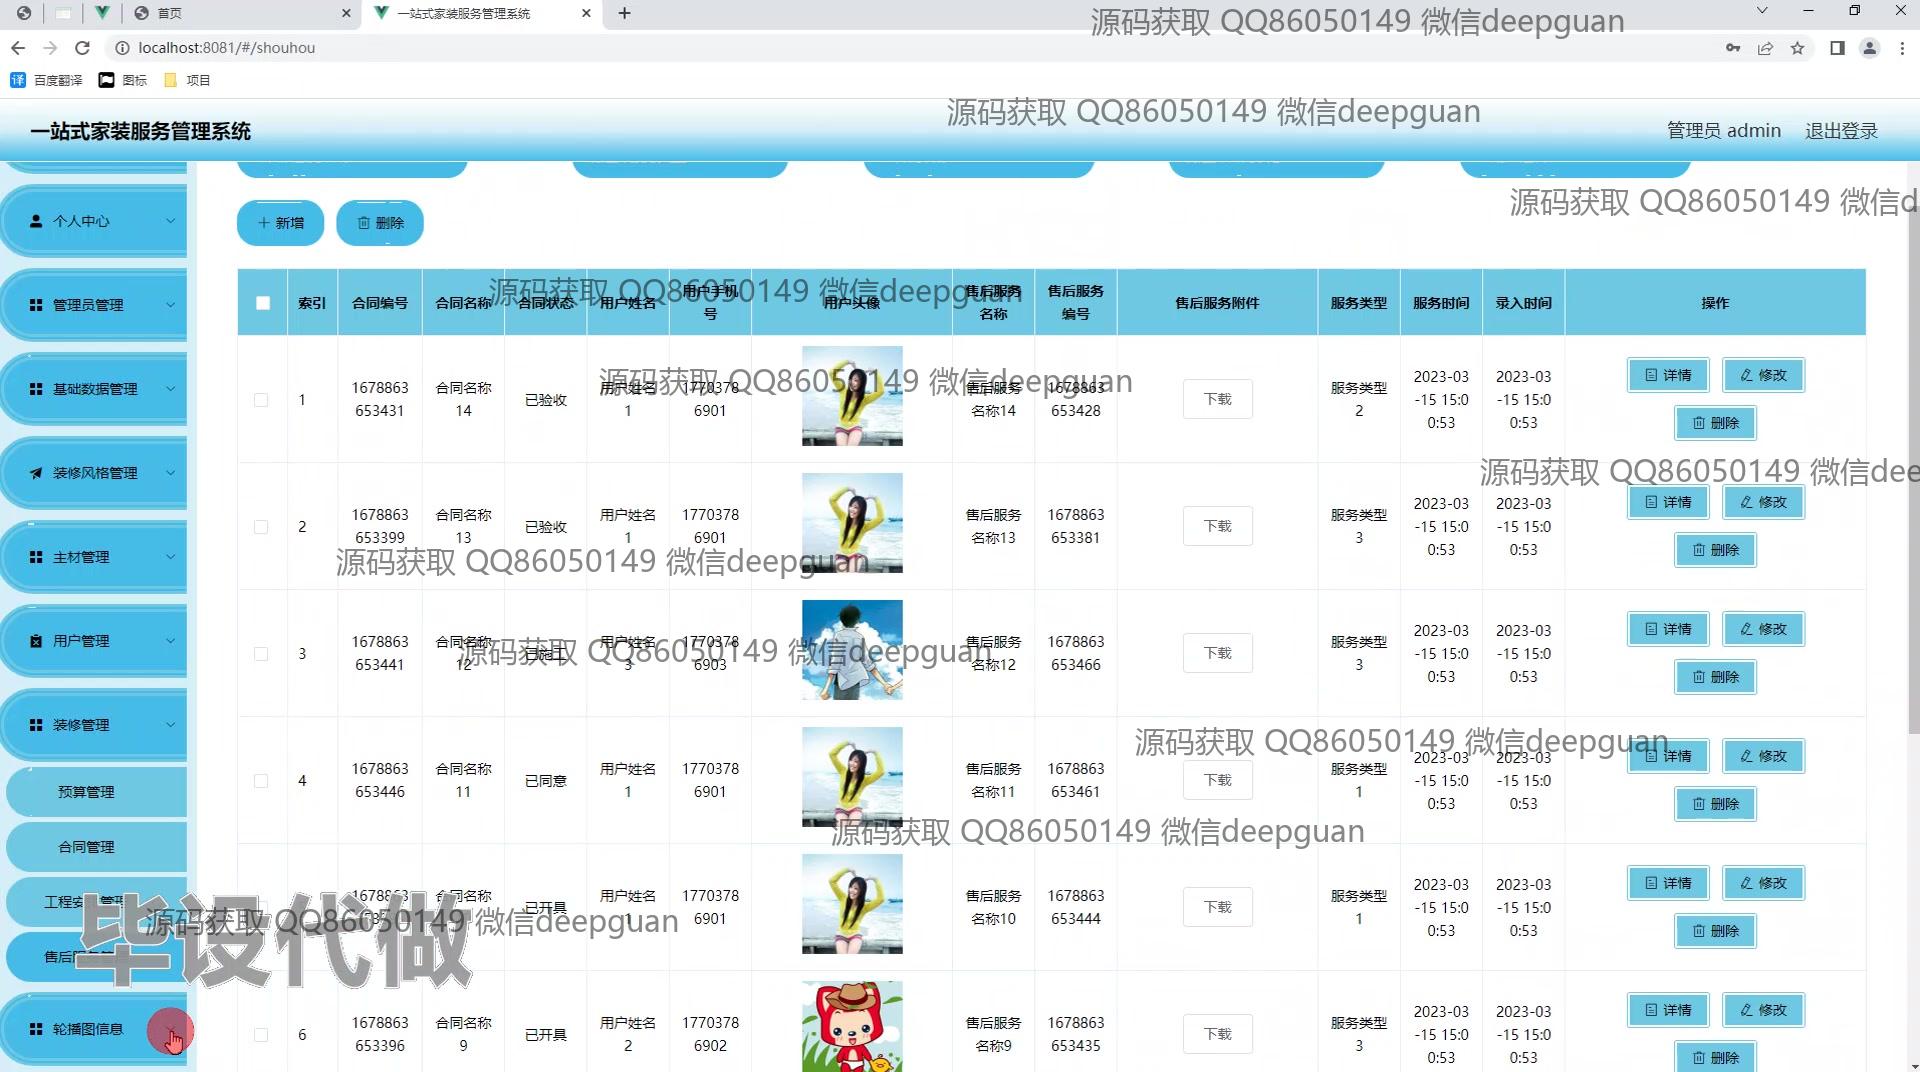 首页
一站式家装服务管理系统
源码获取 QQ86050149 微信deepguan
localhost:8081/#/shouhou
百度翻译
图标
项目
源码获取 QQ86050149 微信deepguan
一站式家装服务管理系统
管理员 admin
退出登录
源码获取 QQ86050149 微信d
个人中心
管理员管理
基础数据管理
装修风格管理
主材管理
用户管理
装修管理
预算管理
合同管理
轮播图信息
新增
删除
源码获取 QQ86050149 微信deepguan
索引 合同编号 合同名称 合同状态 用户姓名 用户手机号 用户头像 售后服务名称 售后服务编号 售后服务附件 服务类型 服务时间 录入时间 操作
源码获取 QQ86050149 微信deepguan
1 1678863653431 合同名称14 已验收 用户姓名1 17703786901 售后服务名称14 1678863653428 下载 服务类型2 2023-03-15 15:00:53 2023-03-15 15:00:53 详情 修改 删除
源码获取 QQ86050149 微信dee
2 1678863653399 合同名称13 已验收 用户姓名1 17703786901 售后服务名称13 1678863653381 下载 服务类型3 2023-03-15 15:00:53 2023-03-15 15:00:53 详情 修改 删除
源码获取 QQ86050149 微信deepguan
3 1678863653441 合同名称12 已施工 用户姓名3 17703786903 售后服务名称12 1678863653466 下载 服务类型3 2023-03-15 15:00:53 2023-03-15 15:00:53 详情 修改 删除
源码获取 QQ86050149 微信deepguan
源码获取 QQ86050149 微信deepguan
4 1678863653446 合同名称11 已同意 用户姓名1 17703786901 售后服务名称11 1678863653461 下载 服务类型1 2023-03-15 15:00:53 2023-03-15 15:00:53 详情 修改 删除
源码获取 QQ86050149 微信deepguan
合同名称10 已开具 用户姓名1 17703786901 售后服务名称10 1678863653444 下载 服务类型1 2023-03-15 15:00:53 2023-03-15 15:00:53 详情 修改 删除
源码获取 QQ86050149 微信deepguan
毕设代做
6 1678863653396 合同名称9 已开具 用户姓名2 17703786902 售后服务名称9 1678863653435 下载 服务类型3 2023-03-15 15:00:53 2023-03-15 15:00:53 详情 修改 删除